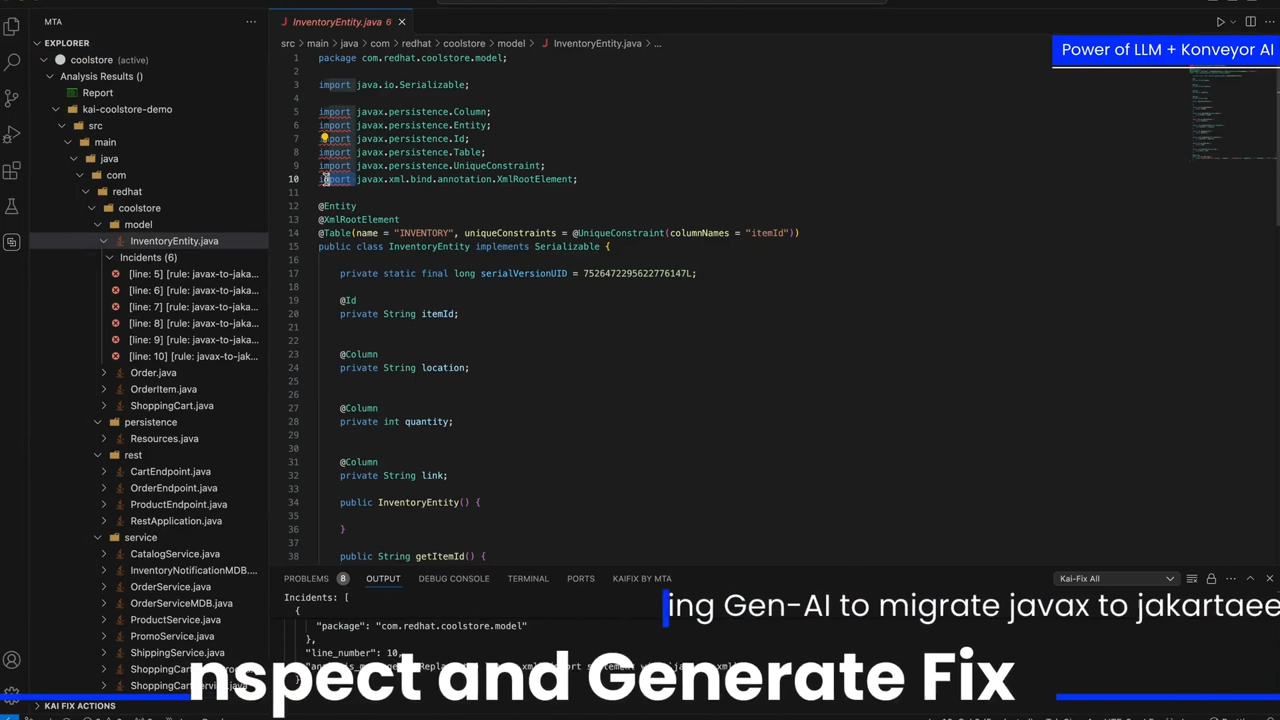 MTA
InventoryEntity.java 6
EXPLORER
coolstore (active)
Analysis Results ()
Report
kai-coolstore-demo
src
main
java
com
redhat
coolstore
model
InventoryEntity.java
Incidents (6)
[line: 5] [rule: javax-to-jaka...
[line: 6] [rule: javax-to-jaka...
[line: 7] [rule: javax-to-jaka...
[line: 8] [rule: javax-to-jaka...
[line: 9] [rule: javax-to-jaka...
[line: 10] [rule: javax-to-jak...
Order.java
OrderItem.java
ShoppingCart.java
persistence
Resources.java
rest
CartEndpoint.java
OrderEndpoint.java
ProductEndpoint.java
RestApplication.java
service
CatalogService.java
InventoryNotificationMDB....
OrderService.java
OrderServiceMDB.java
ProductService.java
PromoService.java
ShippingService.java
KAI FIX ACTIONS
src > main > java > com > redhat > coolstore > model > InventoryEntity.java > ...
Power of LLM + Konveyor AI
1 package com.redhat.coolstore.model;
2
3 import java.io.Serializable;
4
5 import javax.persistence.Column;
6 import javax.persistence.Entity;
7 import javax.persistence.Id;
8 import javax.persistence.Table;
9 import javax.persistence.UniqueConstraint;
10 import javax.xml.bind.annotation.XmlRootElement;
11
12 @Entity
13 @XmlRootElement
14 @Table(name = "INVENTORY", uniqueConstraints = @UniqueConstraint(columnNames = "itemId"))
15 public class InventoryEntity implements Serializable {
16
17 private static final long serialVersionUID = 7526472295622776147L;
18
19 @Id
20 private String itemId;
21
22
23 @Column
24 private String location;
25
26
27 @Column
28 private int quantity;
29
30
31 @Column
32 private String link;
33
34 public InventoryEntity() {
35
36 }
37
38 public String getItemId() {
PROBLEMS 8 OUTPUT DEBUG CONSOLE TERMINAL PORTS KAIFIX BY MTA
Kai-Fix All
Incidents: [
{
"package": "com.redhat.coolstore.model"
},
"line_number": 10,
ing Gen-AI to migrate javax to jakartaee
nspect and Generate Fix